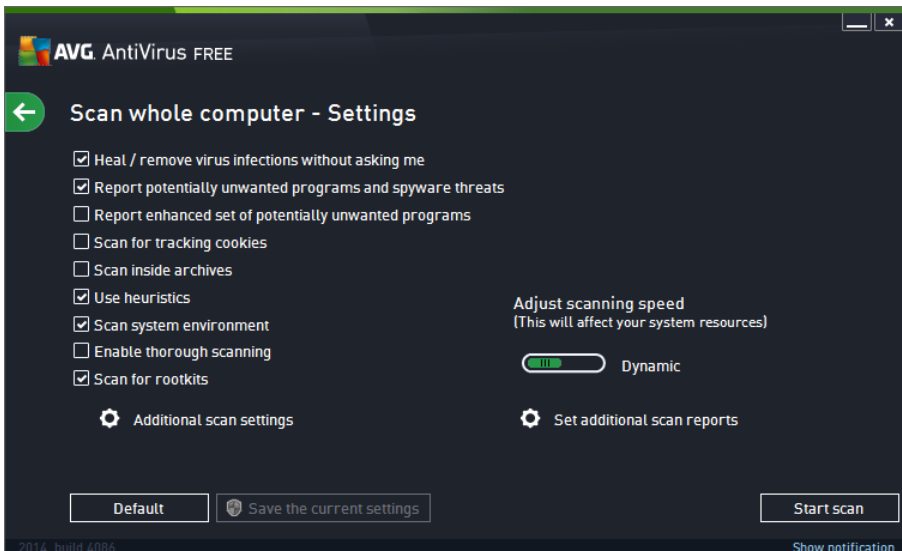 AVG. AntiVirus FREE
Scan whole computer - Settings
Heal / remove virus infections without asking me
Report potentially unwanted programs and spyware threats
Report enhanced set of potentially unwanted programs
Scan for tracking cookies
Scan inside archives
Use heuristics
Scan system environment
Enable thorough scanning
Scan for rootkits
Adjust scanning speed
(This will affect your system resources)
Dynamic
Additional scan settings
Set additional scan reports
Default
Save the current settings
Start scan
2014 build 4086
Show notification